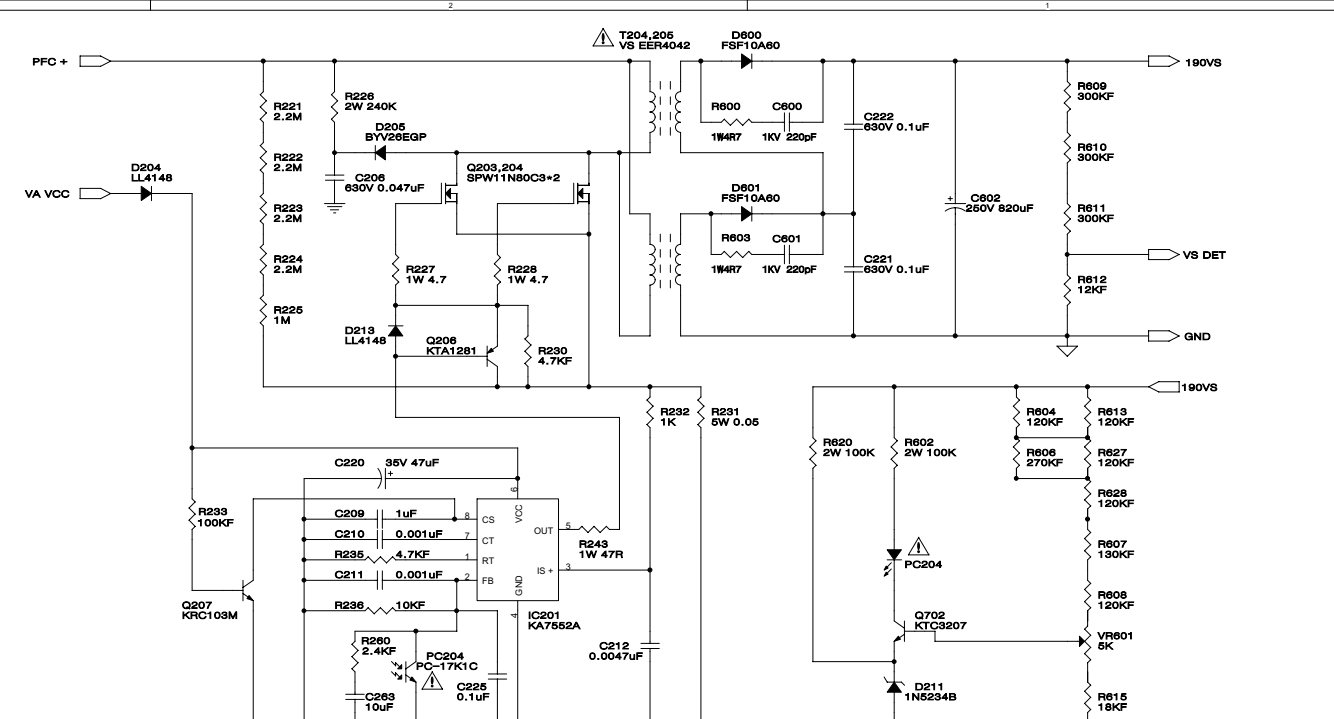 2
1
T204,205
VS EER4042
D600
FSF10A60
PFC +
190VS
R221
2.2M
R226
2W 240K
R609
300KF
R600
1W4R7
C600
1KV 220pF
C222
630V 0.1uF
D205
BYV26EGP
R222
2.2M
R610
300KF
D204
LL4148
VA VCC
C206
630V 0.047uF
Q203,204
SPW11N80C3*2
D601
FSF10A60
C602
+
250V 820uF
R223
2.2M
R611
300KF
R603
1W4R7
C601
1KV 220pF
R224
2.2M
R227
1W 4.7
R228
1W 4.7
C221
630V 0.1uF
VS DET
R612
12KF
R225
1M
D213
LL4148
Q206
KTA1281
R230
4.7KF
GND
190VS
R232
1K
R231
5W 0.05
R604
120KF
R613
120KF
R620
2W 100K
R602
2W 100K
R606
270KF
R627
120KF
C220
35V 47uF
+
R628
120KF
R233
100KF
C209
1uF
8
CS
6
VCC
C210
0.001uF
7
CT
OUT
5
R243
1W 47R
R235
4.7KF
1
RT
R607
130KF
C211
0.001uF
2
FB
IS +
3
GND
4
PC204
R236
10KF
Q207
KRC103M
IC201
KA7552A
R608
120KF
Q702
KTC3207
VR601
5K
R260
2.4KF
PC204
PC-17K1C
C212
0.0047uF
C225
0.1uF
C263
10uF
D211
1N5234B
R615
18KF